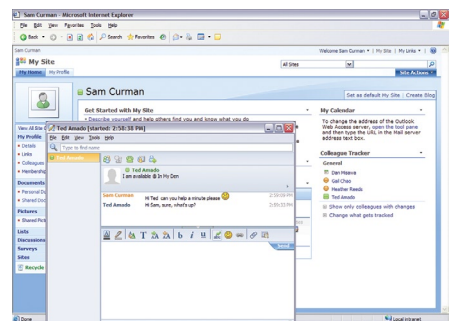 Sam Curman - Microsoft Internet Explorer
File Edit View Favorites Tools Help
Back Search Favorites
Sam Curman
Welcome Sam Curman | My Site | My Links
My Site
All Sites
My Home My Profile
Site Actions
Sam Curman
Set as default My Site | Create Blog
Get Started with My Site
Describe yourself and help others find you and know what you do
View All Site
My Profile
Details
Links
Colleagues
Membership
Documents
Personal
Shared
Pictures
Shared
Lists
Discussions
Surveys
Sites
Recycle
Ted Amado [started: 2:58:38 PM]
File Edit View Tools Help
Type to find name
Ted Amado
Ted Amado
I am available @ In My Den
Sam Curman Hi Ted can you help a minute please
Ted Amado Hi Sam, sure, what's up?
Send
My Calendar
To change the address of the Outlook
Web Access server, open the tool pane
and then type the URL in the Mail server
address text box.
Colleague Tracker
General
Gail Chao
Heather Reeds
Ted Amado
Show only colleagues with changes
Change what gets tracked
Done
Local intranet